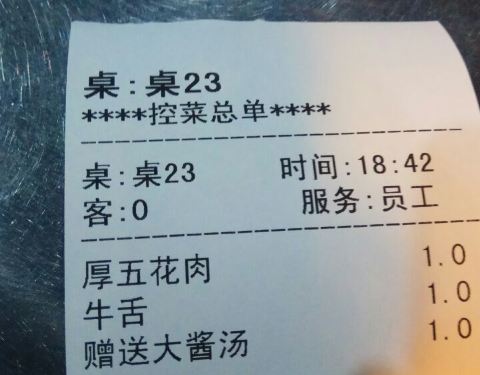 桌:桌23
****控菜总单****
桌:桌23 时间:18:42
客:0 服务:员工
厚五花肉 1.0
牛舌 1.0
赠送大酱汤 1.0